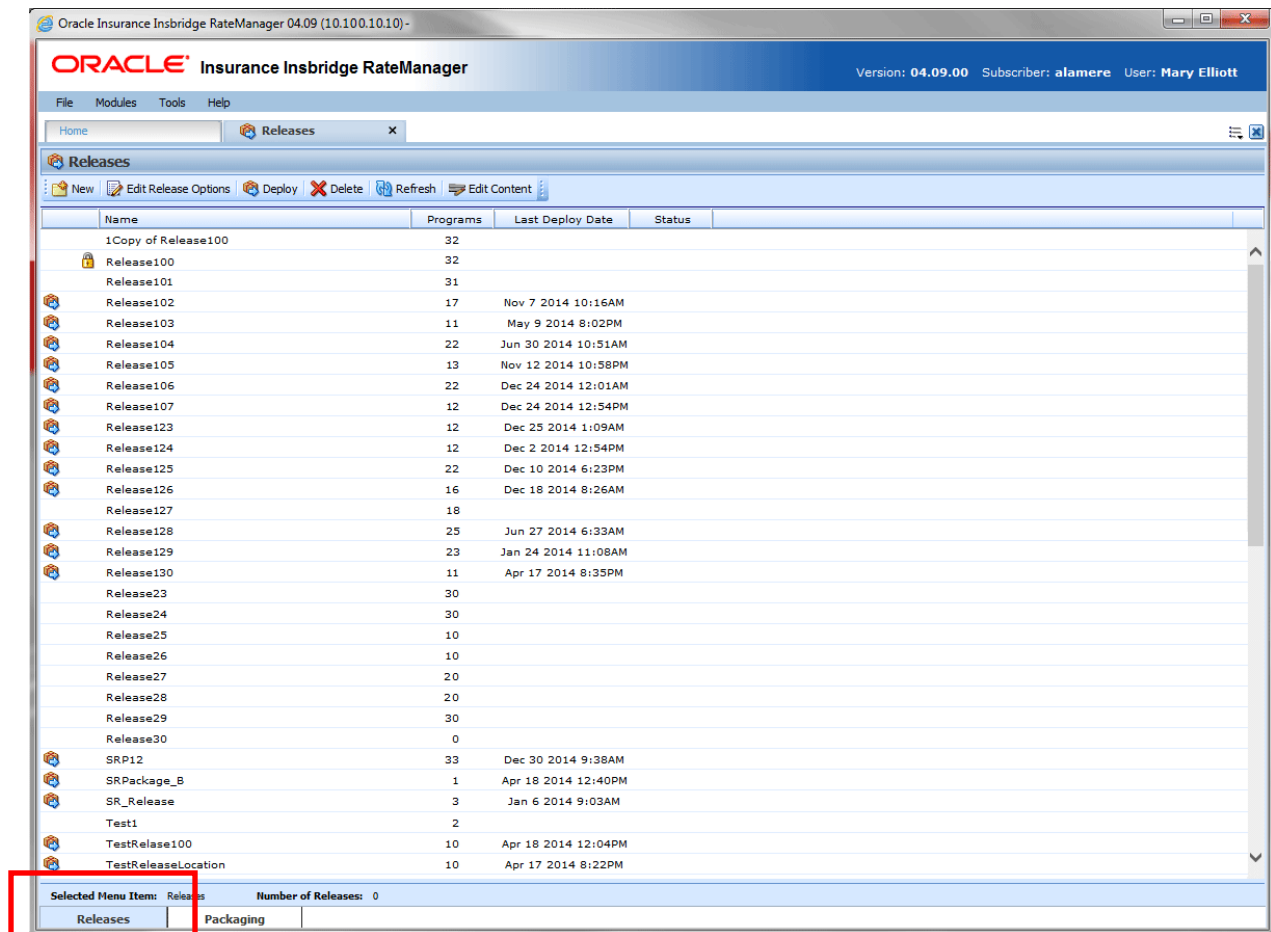 Oracle Insurance Insbridge RateManager 04.09 (10.100.10.10) -
ORACLE Insurance Insbridge RateManager
Version: 04.09.00 Subscriber: alamere User: Mary Elliott
File Modules Tools Help
Home Releases
Releases
New Edit Release Options Deploy Delete Refresh Edit Content
Name Programs Last Deploy Date Status
1Copy of Release100 32
Release100 32
Release101 31
Release102 17 Nov 7 2014 10:16AM
Release103 11 May 9 2014 8:02PM
Release104 22 Jun 30 2014 10:51AM
Release105 13 Nov 12 2014 10:58PM
Release106 22 Dec 24 2014 12:01AM
Release107 12 Dec 24 2014 12:54PM
Release123 12 Dec 25 2014 1:09AM
Release124 12 Dec 2 2014 12:54PM
Release125 22 Dec 10 2014 6:23PM
Release126 16 Dec 18 2014 8:26AM
Release127 18
Release128 25 Jun 27 2014 6:33AM
Release129 23 Jan 24 2014 11:08AM
Release130 11 Apr 17 2014 8:35PM
Release23 30
Release24 30
Release25 10
Release26 10
Release27 20
Release28 20
Release29 30
Release30 0
SRP12 33 Dec 30 2014 9:38AM
SRPackage_B 1 Apr 18 2014 12:40PM
SR_Release 3 Jan 6 2014 9:03AM
Test1 2
TestRelase100 10 Apr 18 2014 12:04PM
TestReleaseLocation 10 Apr 17 2014 8:22PM
Selected Menu Item: Releases Number of Releases: 0
Releases Packaging